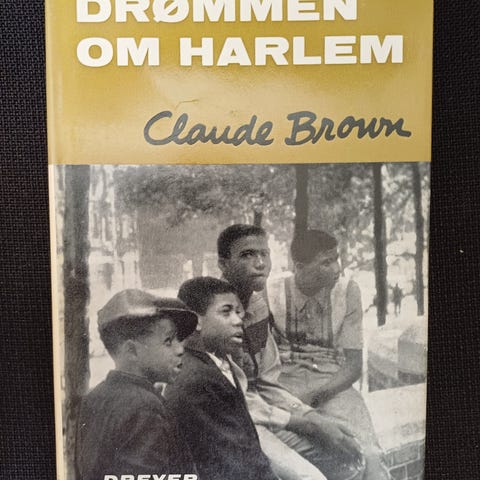 DRØMMEN
OM HARLEM
Claude Brown
DREYER